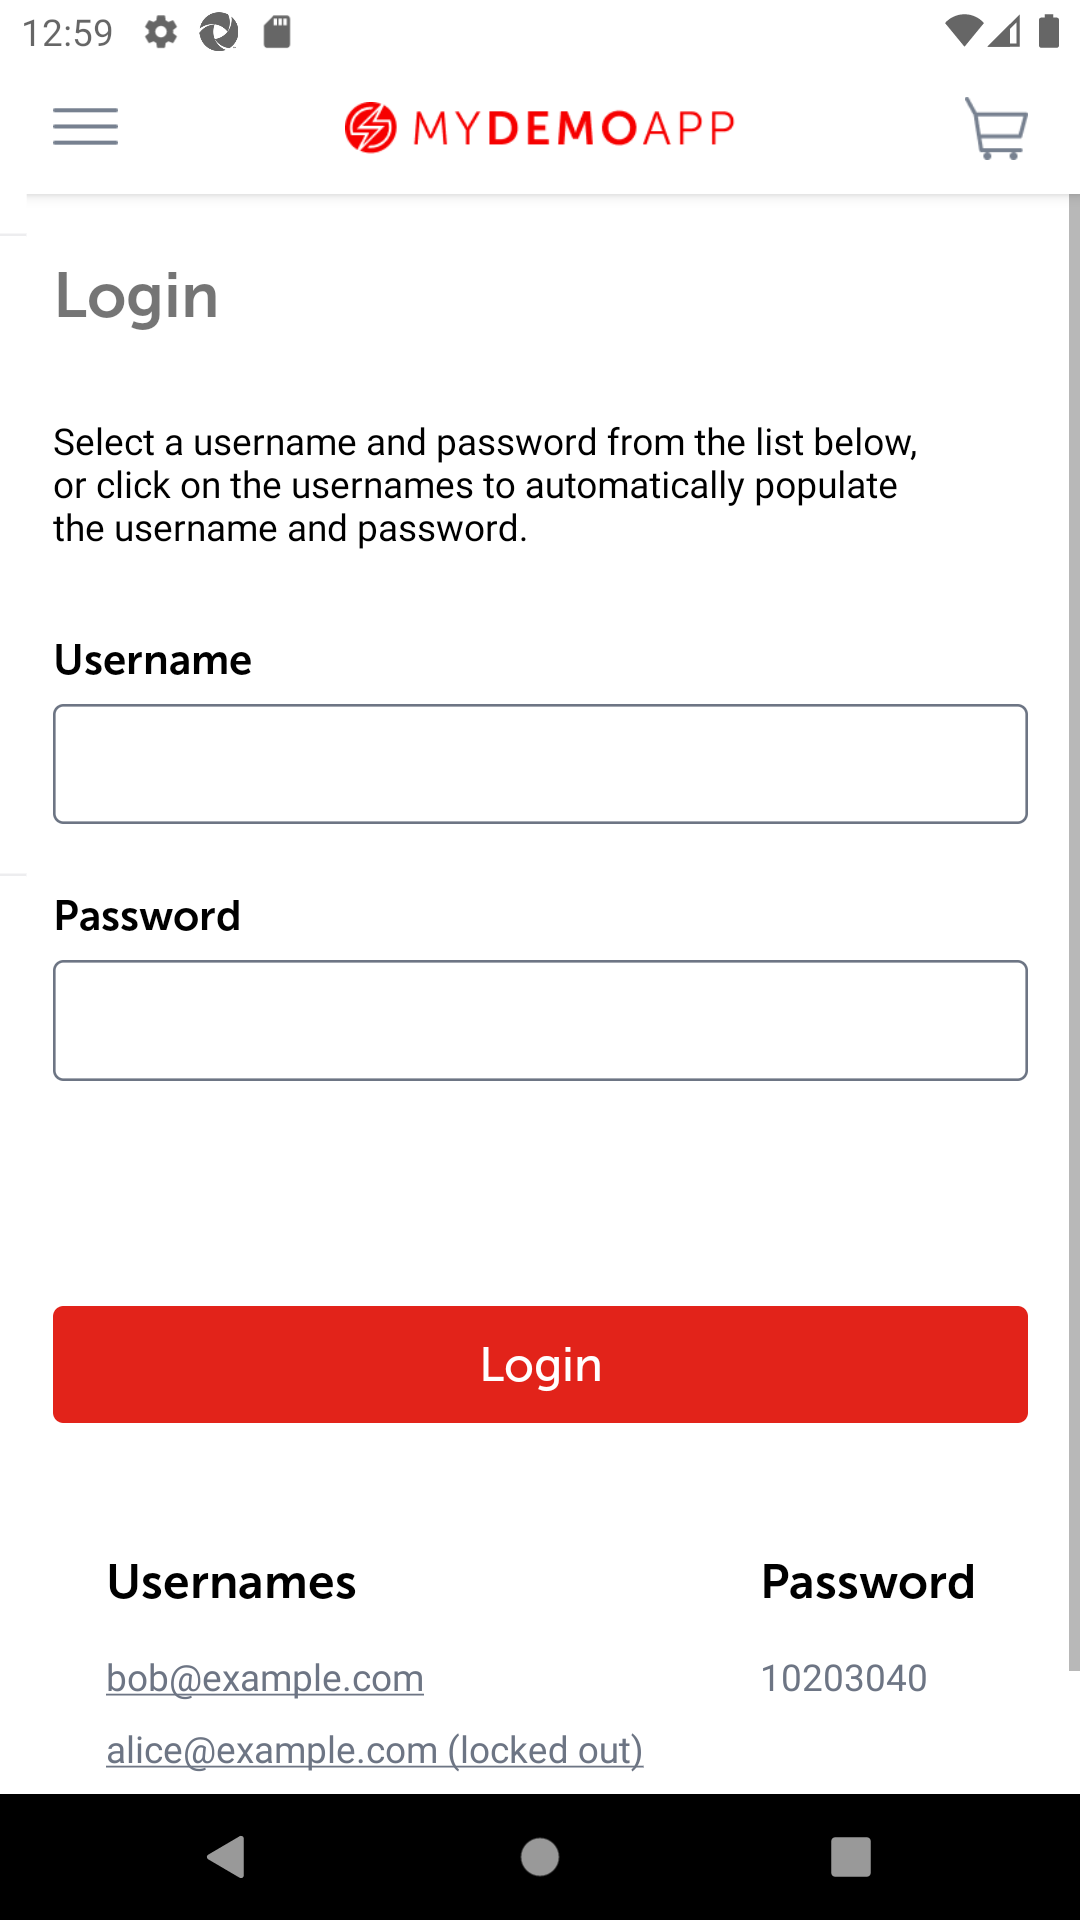 12:59
MYDEMOAPP
Login
Select a username and password from the list below,
or click on the usernames to automatically populate
the username and password.
Username
Password
Login
Usernames Password
bob@example.com 10203040
alice@example.com (locked out)